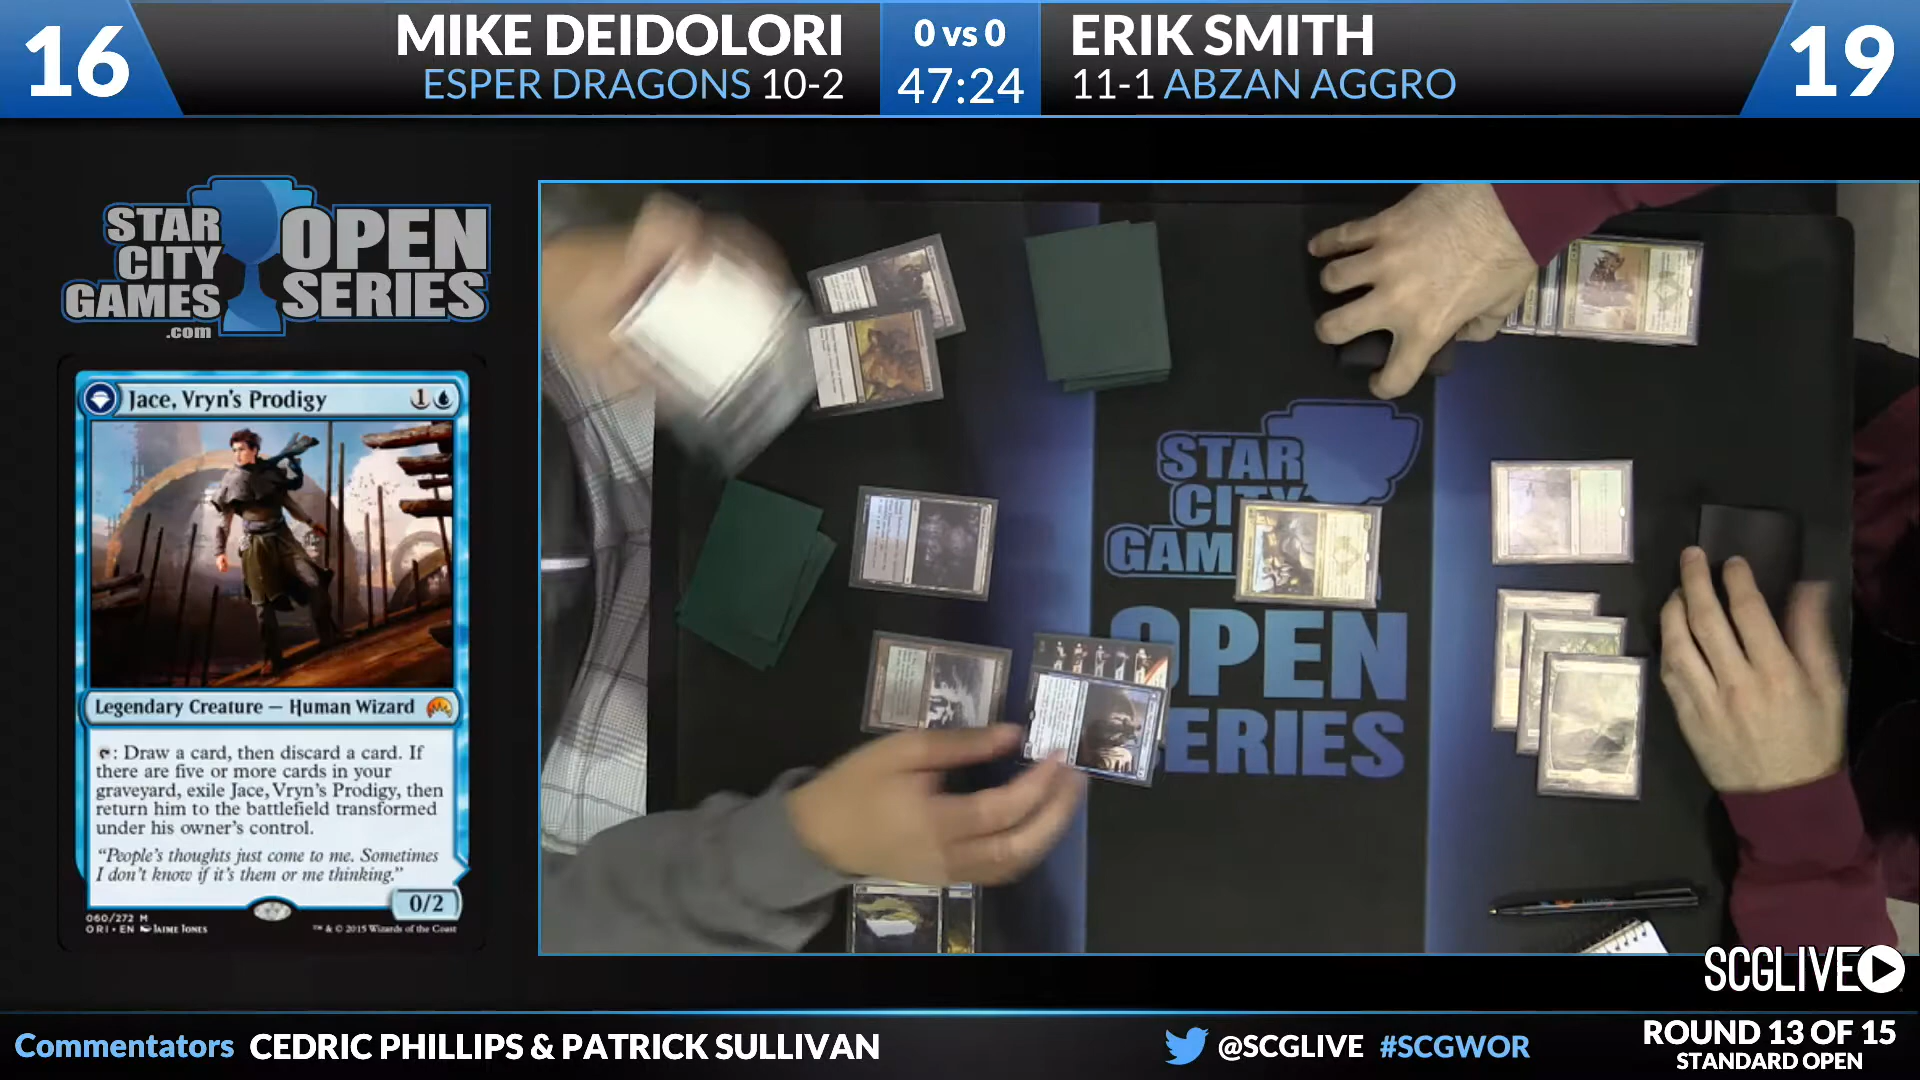 16
MIKE DEIDOLORI
ESPER DRAGONS 10-2
0 vs 0
47:24
ERIK SMITH
11-1 ABZAN AGGRO
19
STAR
CITY
GAMES
.com
OPEN
SERIES
Jace, Vryn's Prodigy 1
Legendary Creature — Human Wizard
: Draw a card, then discard a card. If
there are five or more cards in your
graveyard, exile Jace, Vryn's Prodigy, then
return him to the battlefield transformed
under his owner's control.
"People's thoughts just come to me. Sometimes
I don't know if it's them or me thinking."
0/2
060/272 M
ORI • EN JAIME JONES
™ & © 2015 Wizards of the Coast
STAR
CITY
GAM
OPEN
SERIES
SCGLIVE
Commentators CEDRIC PHILLIPS & PATRICK SULLIVAN
@SCGLIVE #SCGWOR
ROUND 13 OF 15
STANDARD OPEN